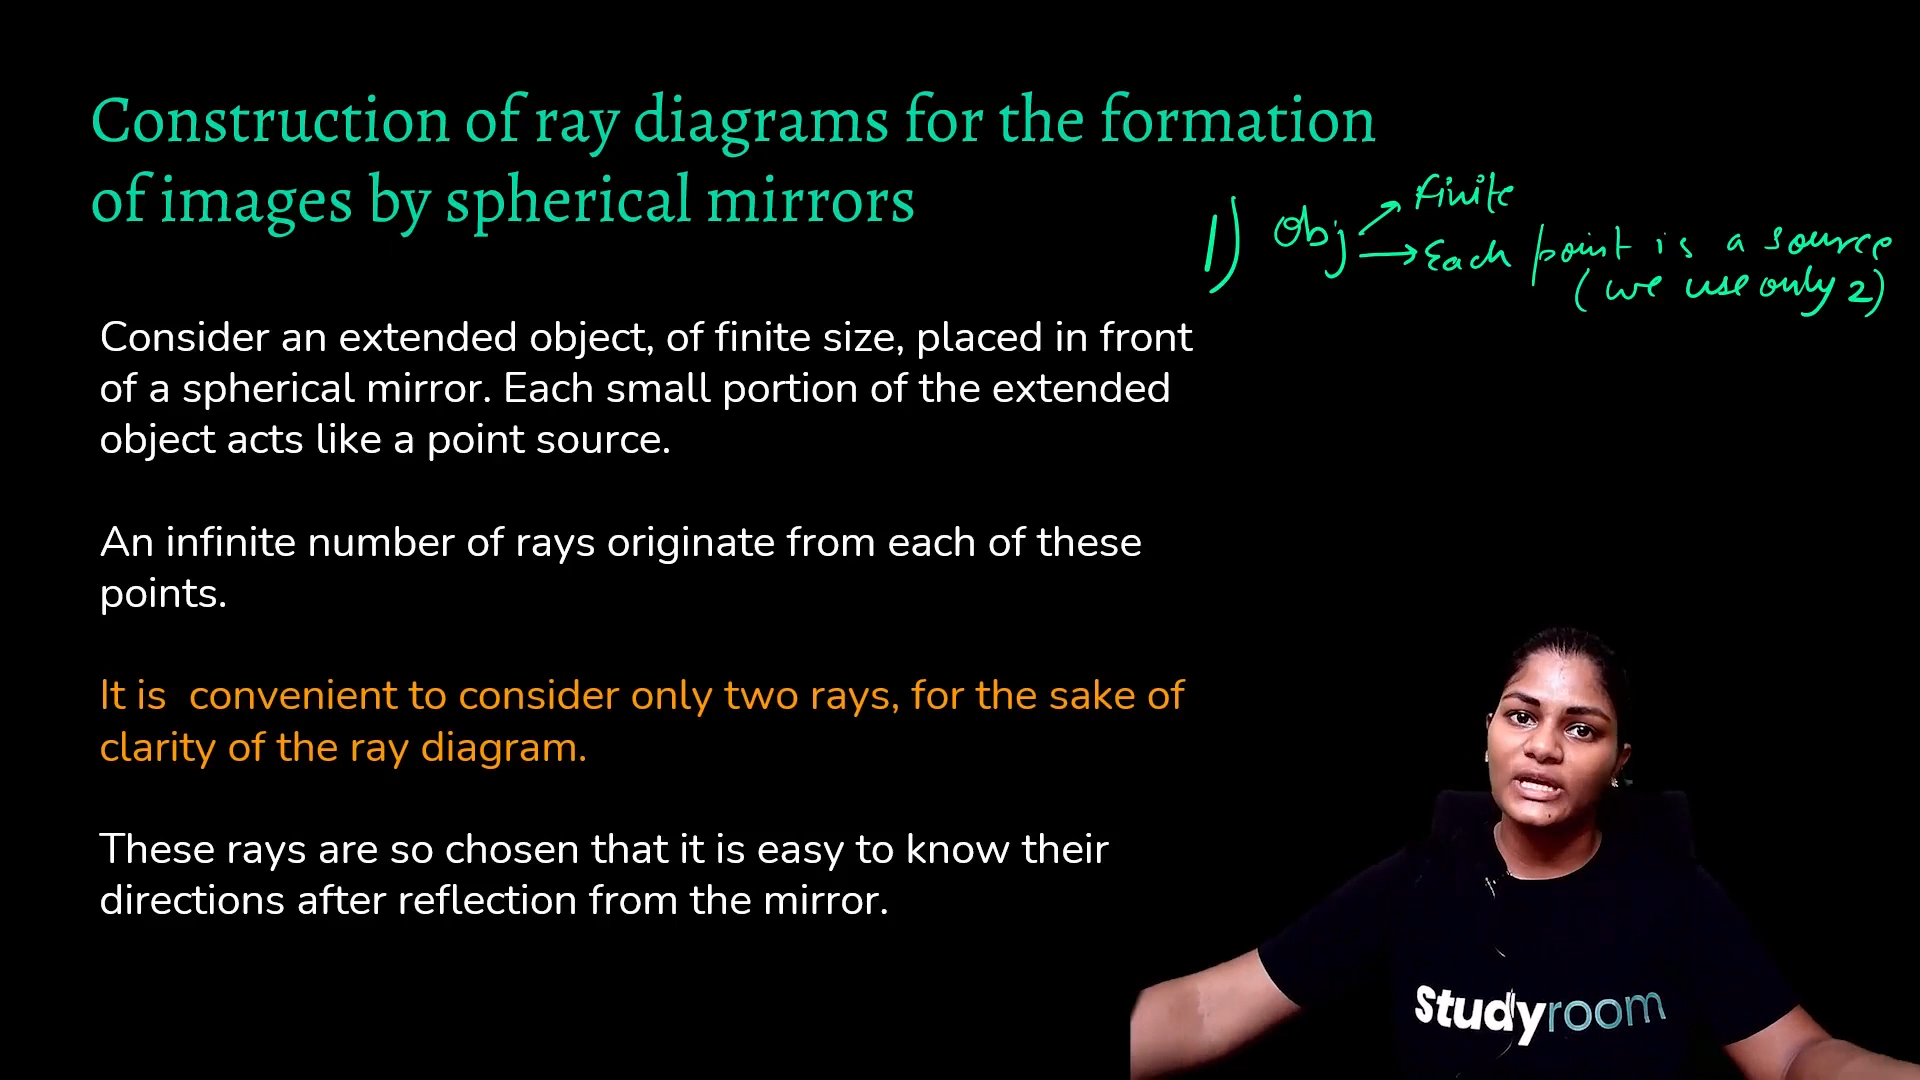 Construction of ray diagrams for the formation
of images by spherical mirrors
1) Obj → Finite
→ Each point is a source
(we use only 2)
Consider an extended object, of finite size, placed in front
of a spherical mirror. Each small portion of the extended
object acts like a point source.
An infinite number of rays originate from each of these
points.
It is convenient to consider only two rays, for the sake of
clarity of the ray diagram.
These rays are so chosen that it is easy to know their
directions after reflection from the mirror.
Studyroom